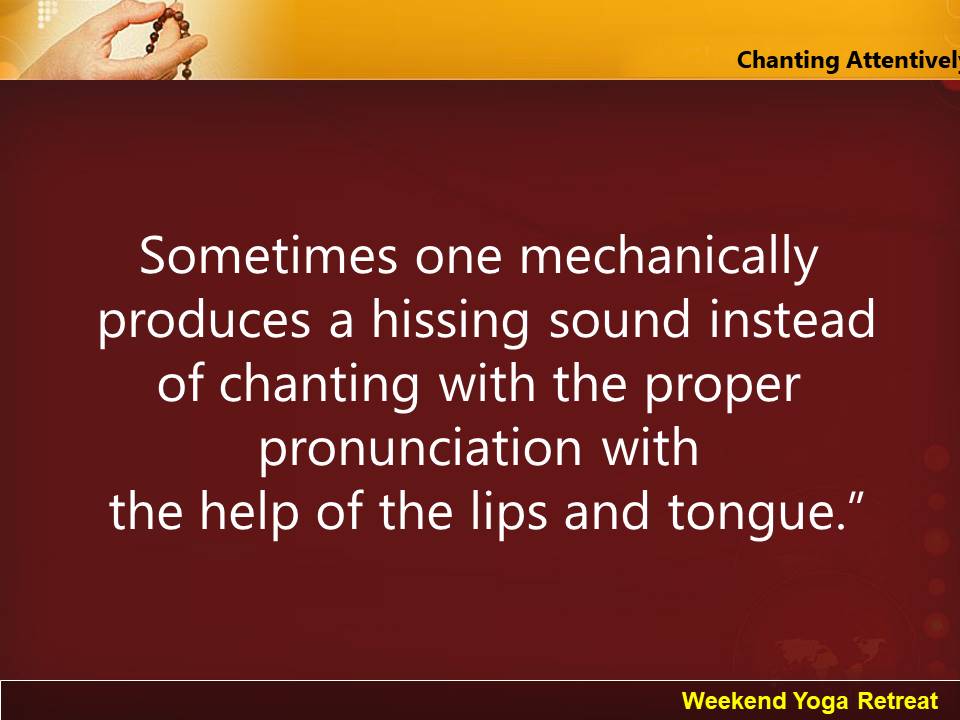 Chanting Attentively
Sometimes one mechanically
produces a hissing sound instead
of chanting with the proper
pronunciation with
the help of the lips and tongue.”
Weekend Yoga Retreat